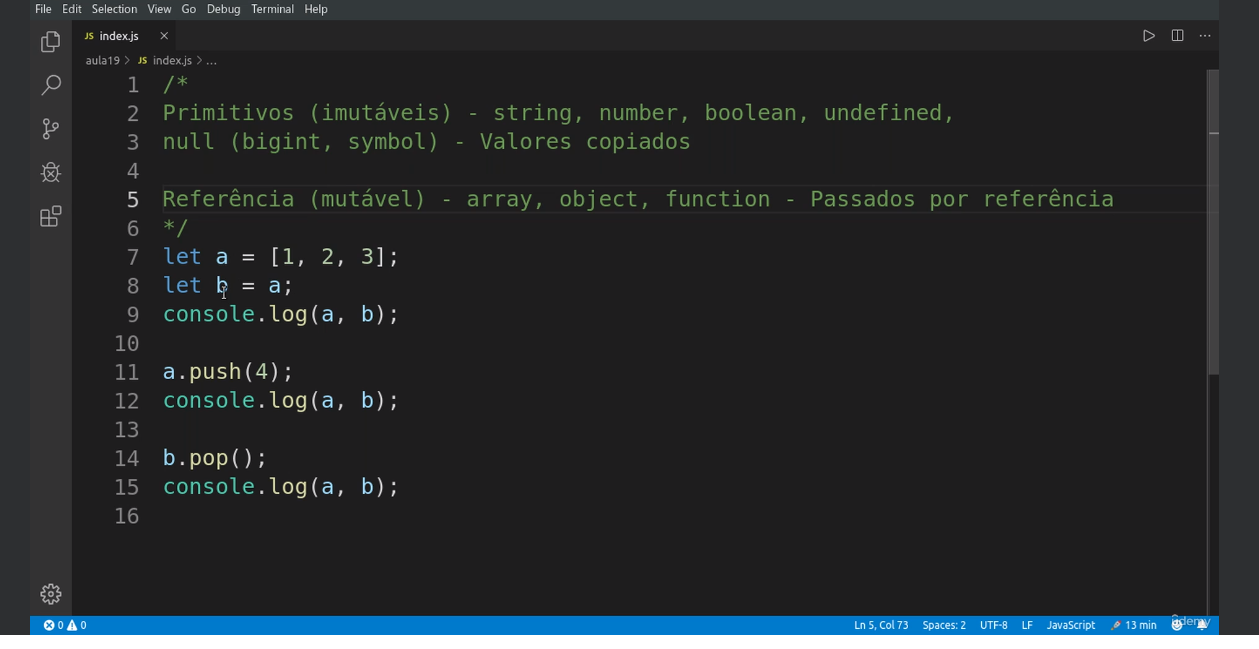 File Edit Selection View Go Debug Terminal Help
JS index.js ×
aula19 > JS index.js > ...
1 /*
2 Primitivos (imutáveis) - string, number, boolean, undefined,
3 null (bigint, symbol) - Valores copiados
4
5 Referência (mutável) - array, object, function - Passados por referência
6 */
7 let a = [1, 2, 3];
8 let b = a;
9 console.log(a, b);
10
11 a.push(4);
12 console.log(a, b);
13
14 b.pop();
15 console.log(a, b);
16
0 0 Ln 5, Col 73 Spaces: 2 UTF-8 LF JavaScript 13 min
ûdemy